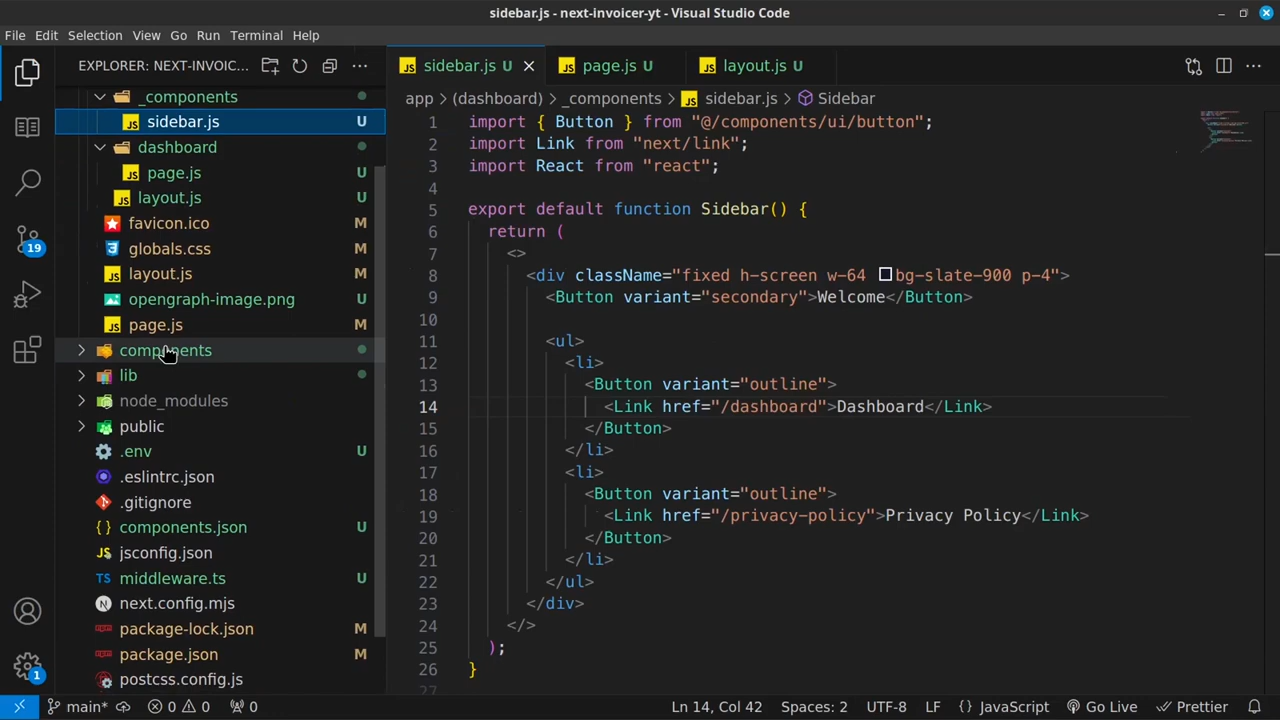 sidebar.js - next-invoicer-yt - Visual Studio Code
File Edit Selection View Go Run Terminal Help
EXPLORER: NEXT-INVOIC...
_components
sidebar.js U
dashboard
page.js U
layout.js U
favicon.ico M
globals.css M
layout.js M
opengraph-image.png U
page.js M
components
lib
node_modules
public
.env U
.eslintrc.json
.gitignore
components.json U
jsconfig.json
middleware.ts U
next.config.mjs
package-lock.json M
package.json M
postcss.config.js
19
1
sidebar.js U page.js U layout.js U
app > (dashboard) > _components > sidebar.js > Sidebar
1 import { Button } from "@/components/ui/button";
2 import Link from "next/link";
3 import React from "react";
4
5 export default function Sidebar() {
6 return (
7 <>
8 <div className="fixed h-screen w-64 bg-slate-900 p-4">
9 <Button variant="secondary">Welcome</Button>
10
11 <ul>
12 <li>
13 <Button variant="outline">
14 <Link href="/dashboard">Dashboard</Link>
15 </Button>
16 </li>
17 <li>
18 <Button variant="outline">
19 <Link href="/privacy-policy">Privacy Policy</Link>
20 </Button>
21 </li>
22 </ul>
23 </div>
24 </>
25 );
26 }
27
main* 0 0 0 Ln 14, Col 42 Spaces: 2 UTF-8 LF {} JavaScript Go Live Prettier